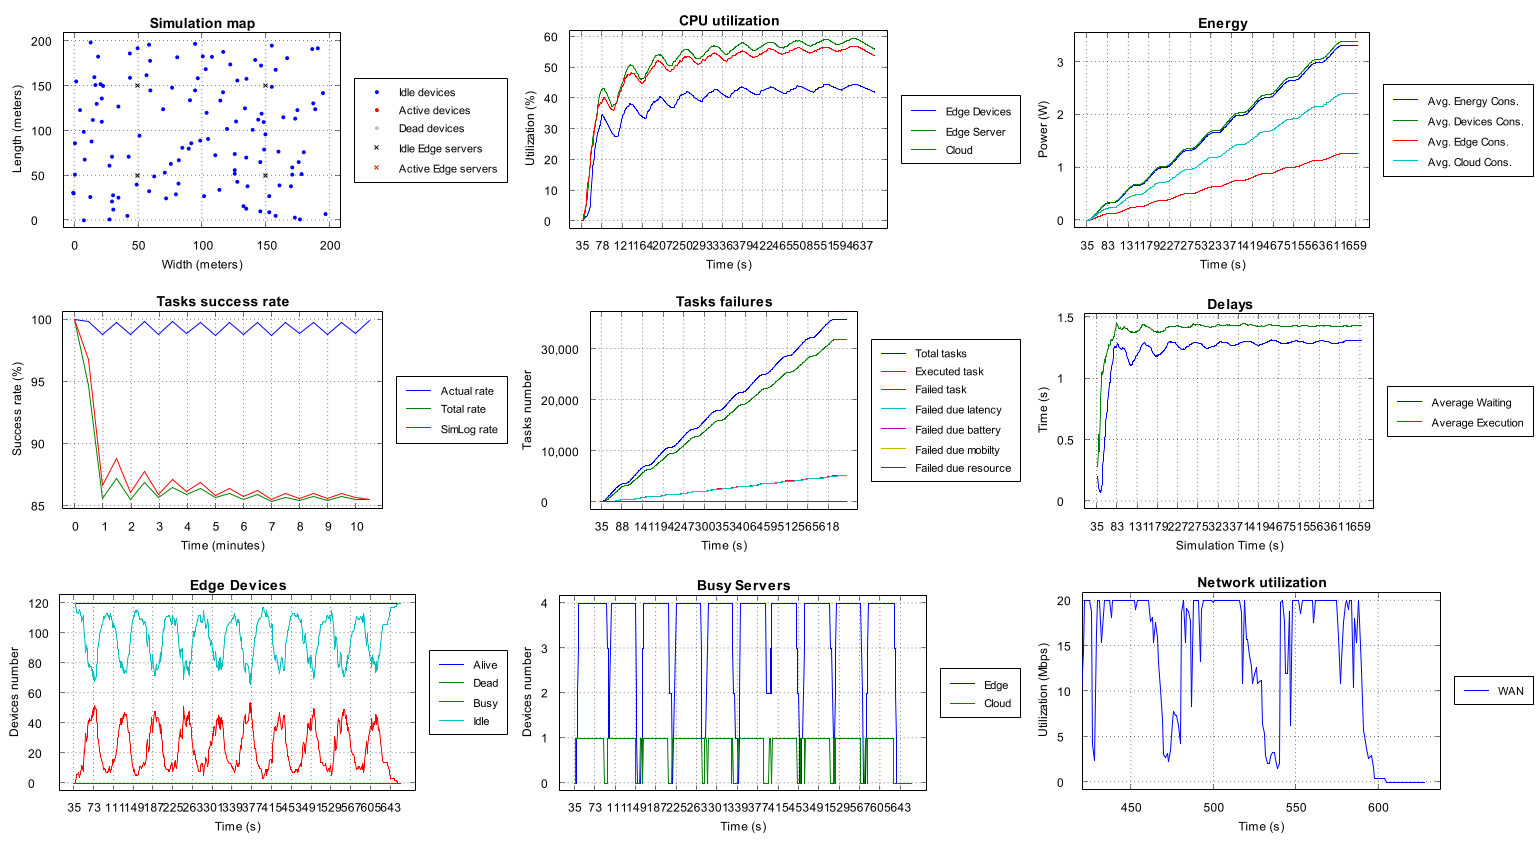 Simulation map
Length (meters)
200
150
100
50
0
0 50 100 150 200
Width (meters)
Idle devices
Active devices
Dead devices
Idle Edge servers
Active Edge servers
CPU utilization
Utilization (%)
60
50
40
30
20
10
0
Time (s)
Edge Devices
Edge Server
Cloud
Energy
Power (W)
3
2
1
0
Time (s)
Avg. Energy Cons.
Avg. Devices Cons.
Avg. Edge Cons.
Avg. Cloud Cons.
Tasks success rate
Success rate (%)
100
95
90
85
0 1 2 3 4 5 6 7 8 9 10
Time (minutes)
Actual rate
Total rate
SimLog rate
Tasks failures
Tasks number
30,000
20,000
10,000
0
Time (s)
Total tasks
Executed task
Failed task
Failed due latency
Failed due battery
Failed due mobilty
Failed due resource
Delays
Time (s)
1.5
1
0.5
0
Simulation Time (s)
Average Waiting
Average Execution
Edge Devices
Devices number
120
100
80
60
40
20
0
Time (s)
Alive
Dead
Busy
Idle
Busy Servers
Devices number
4
3
2
1
0
Time (s)
Edge
Cloud
Network utilization
Utilization (Mbps)
20
15
10
5
0
450 500 550 600
Time (s)
WAN